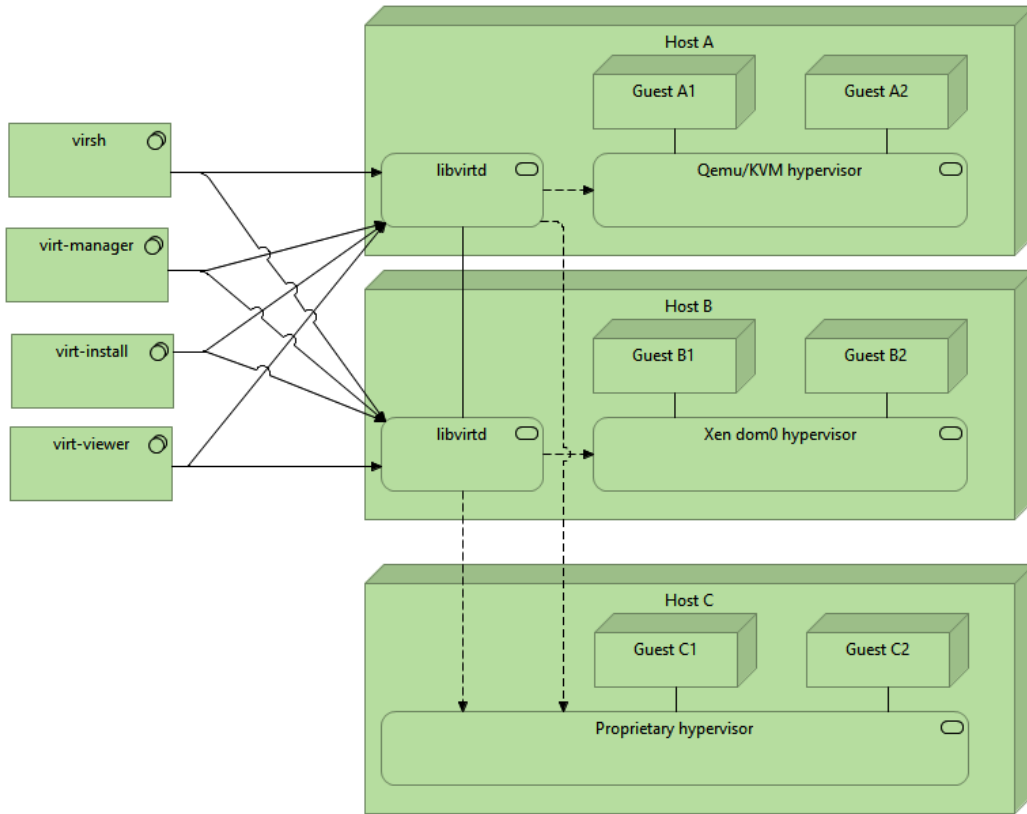 virsh
virt-manager
virt-install
virt-viewer
Host A
Guest A1
Guest A2
libvirtd
Qemu/KVM hypervisor
Host B
Guest B1
Guest B2
libvirtd
Xen dom0 hypervisor
Host C
Guest C1
Guest C2
Proprietary hypervisor